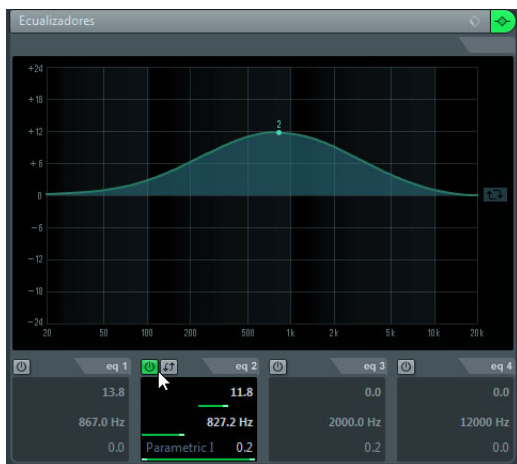 Ecualizadores
+24
+18
+12
+6
0
-6
-12
-18
-24
2
20 50 100 200 500 1k 2k 5k 10k 20k
eq 1 eq 2 eq 3 eq 4
13.8 11.8 0.0 0.0
867.0 Hz 827.2 Hz 2000.0 Hz 12000 Hz
0.0 Parametric I 0.2 0.2 0.0